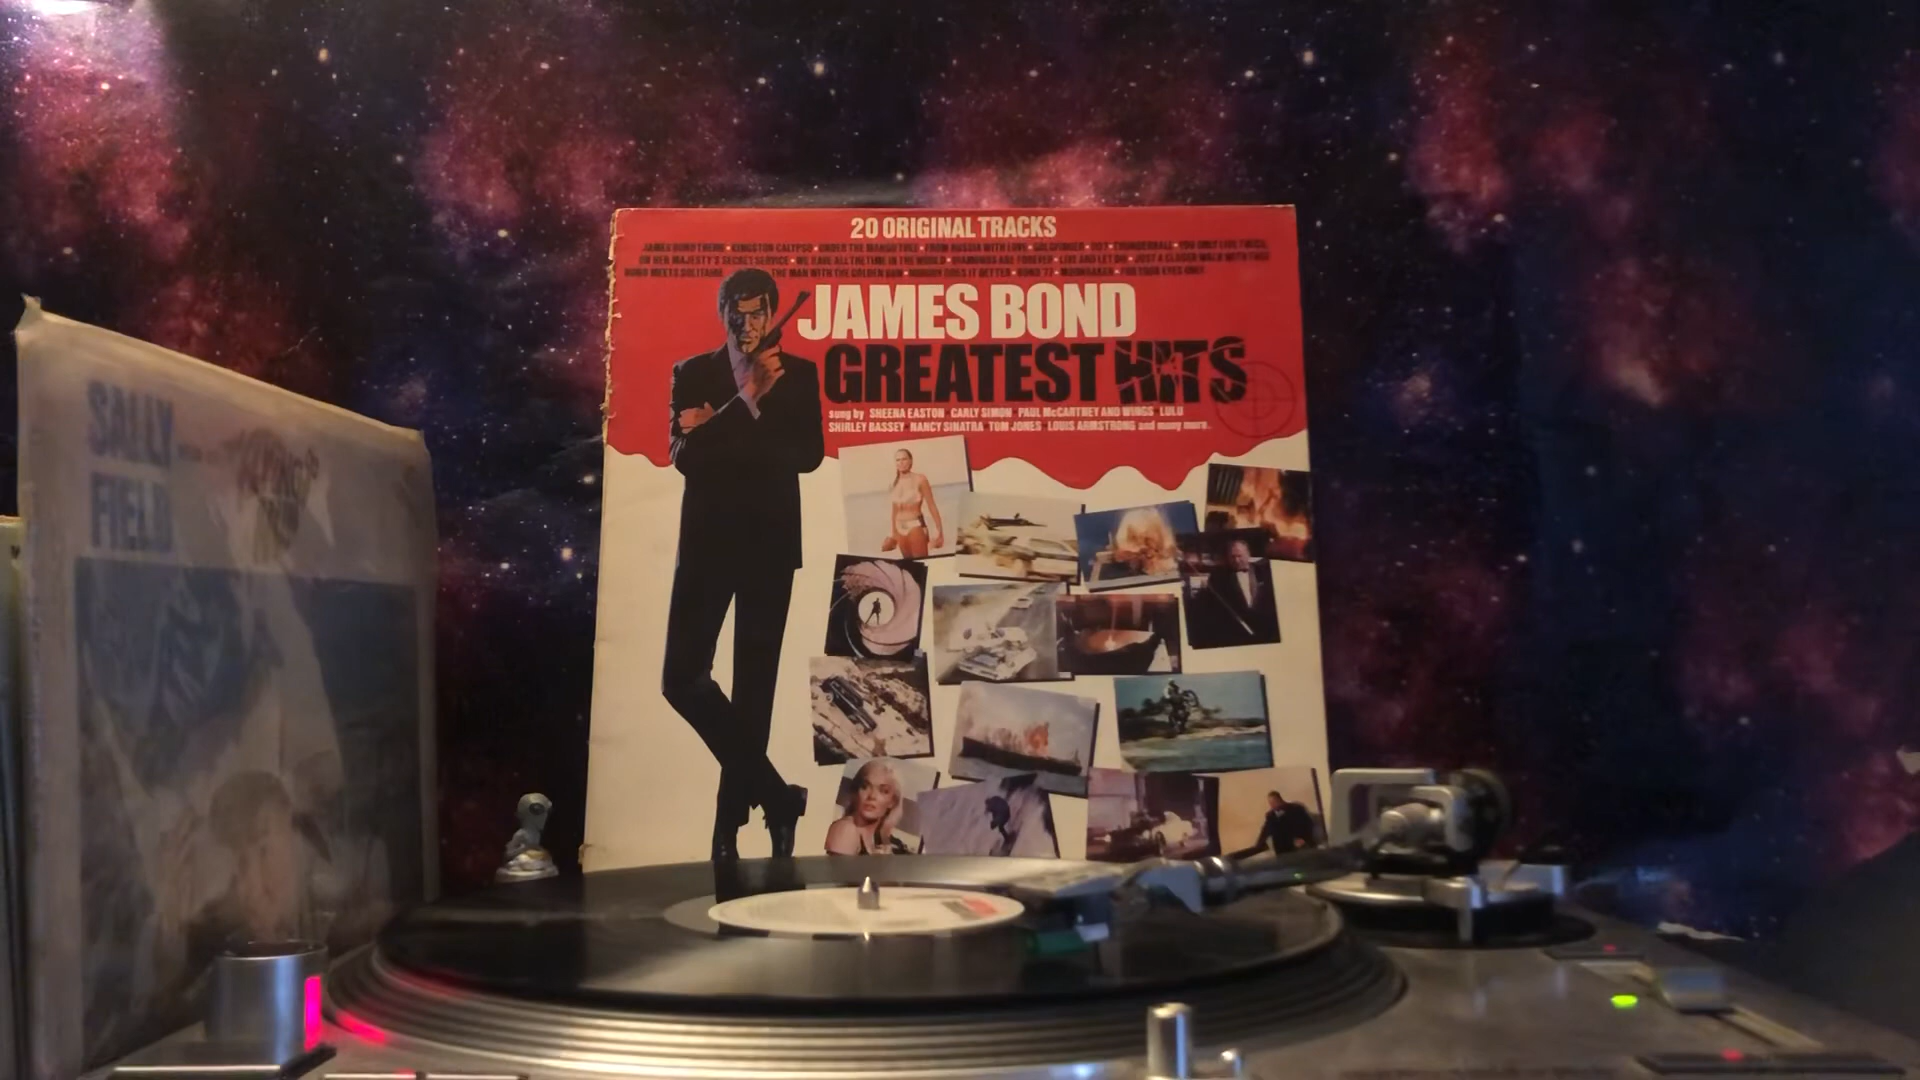 20 ORIGINAL TRACKS
JAMES BOND THEME • KINGSTON CALYPSO • UNDER THE MANGO TREE • FROM RUSSIA WITH LOVE • GOLDFINGER • 007 • THUNDERBALL • YOU ONLY LIVE TWICE
ON HER MAJESTY'S SECRET SERVICE • WE HAVE ALL THE TIME IN THE WORLD • DIAMONDS ARE FOREVER • LIVE AND LET DIE • JUST A CLOSER WALK WITH THEE
BOND MEETS SOLITAIRE THE MAN WITH THE GOLDEN GUN • NOBODY DOES IT BETTER • BOND '77 • MOONRAKER • FOR YOUR EYES ONLY
JAMES BOND
GREATEST HITS
sung by SHEENA EASTON • CARLY SIMON • PAUL McCARTNEY AND WINGS • LULU
SHIRLEY BASSEY • NANCY SINATRA • TOM JONES • LOUIS ARMSTRONG and many more.
SALLY
FIELD